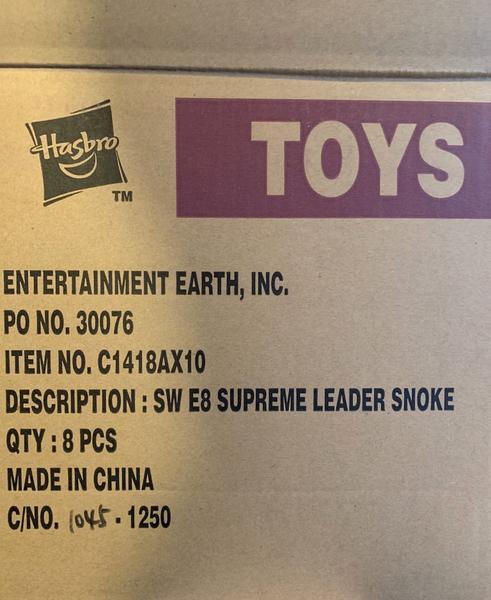 Hasbro
TM
TOYS
ENTERTAINMENT EARTH, INC.
PO NO. 30076
ITEM NO. C1418AX10
DESCRIPTION : SW E8 SUPREME LEADER SNOKE
QTY : 8 PCS
MADE IN CHINA
C/NO. 1045 - 1250